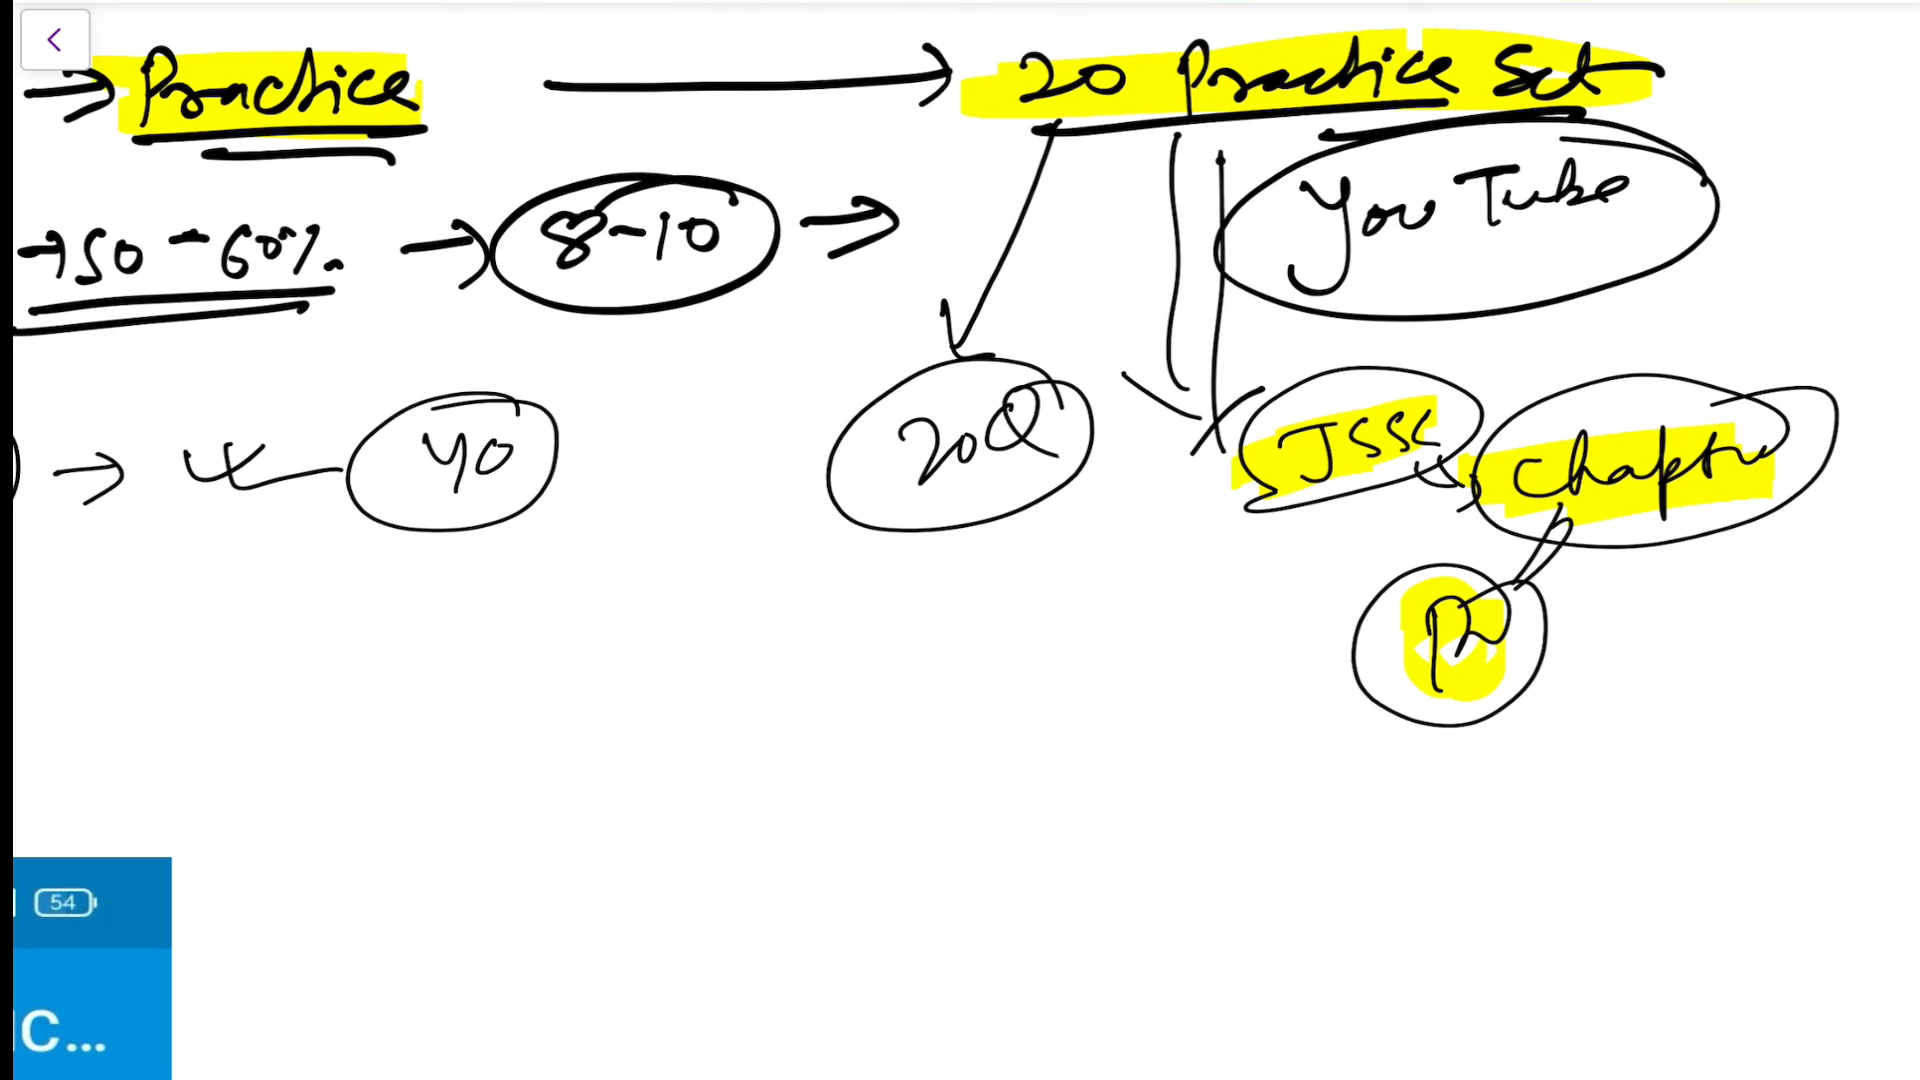 → Practice → 20 Practice Set
YouTube
→ 50 - 60% → 8-10 →
→ 40 20Q JSSC Chapter
54
C...